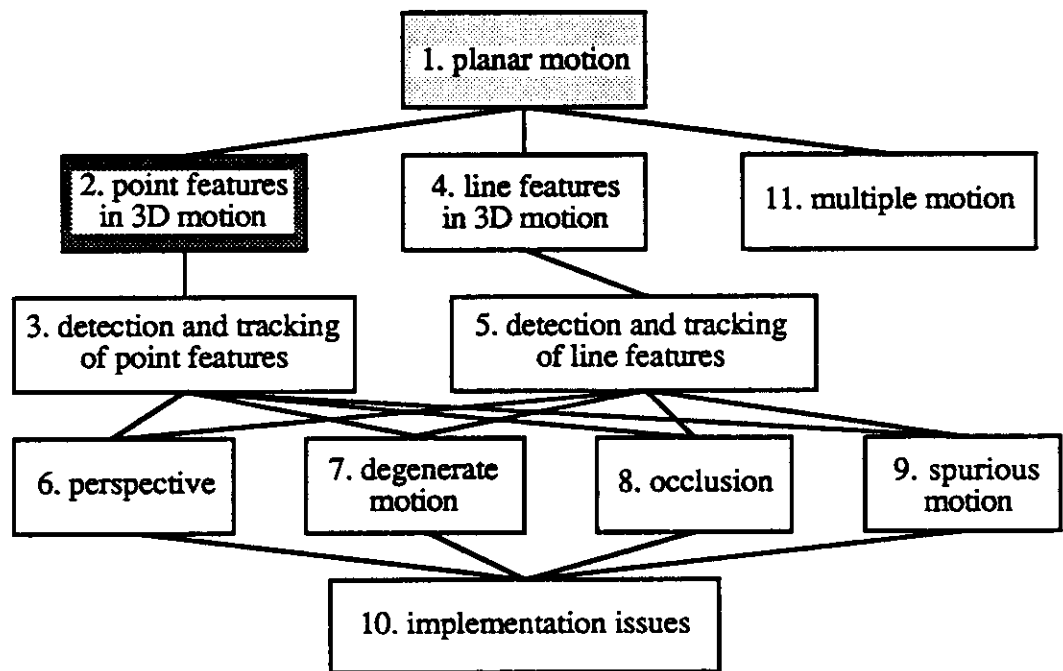 1. planar motion
2. point features
in 3D motion
4. line features
in 3D motion
11. multiple motion
3. detection and tracking
of point features
5. detection and tracking
of line features
6. perspective
7. degenerate
motion
8. occlusion
9. spurious
motion
10. implementation issues